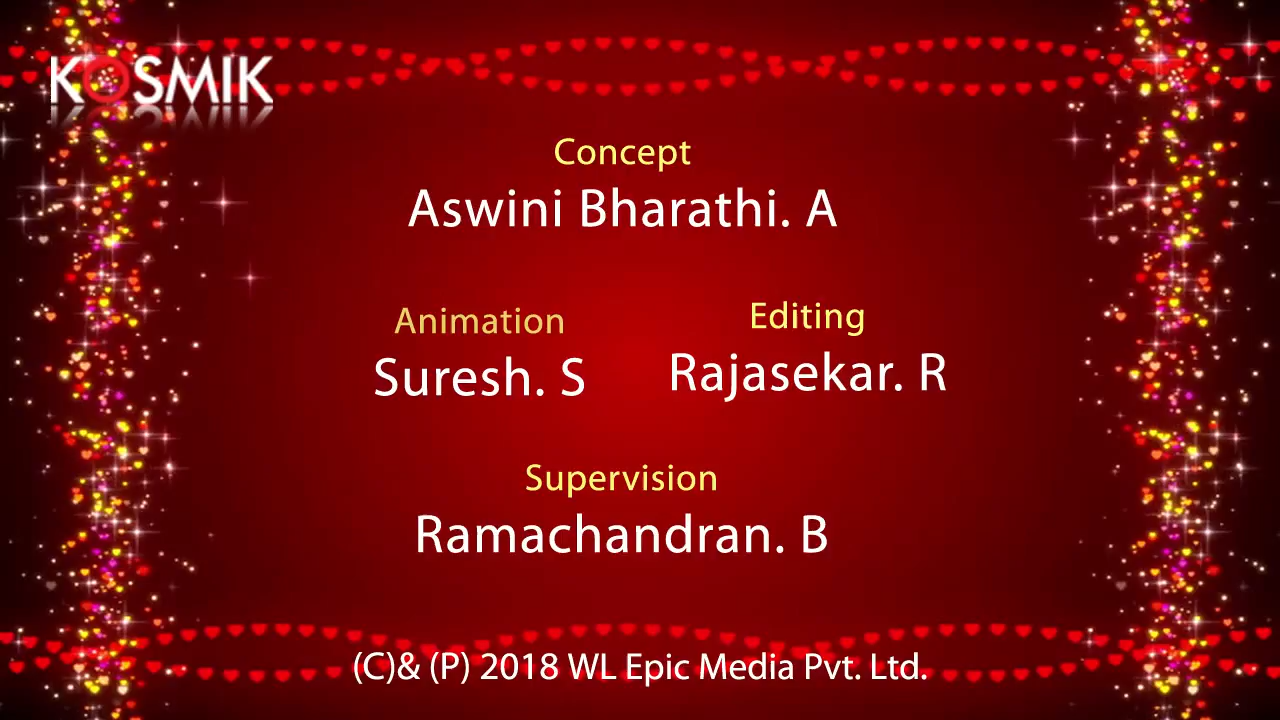 KOSMIK
Concept
Aswini Bharathi. A
Animation
Suresh. S
Editing
Rajasekar. R
Supervision
Ramachandran. B
(C)& (P) 2018 WL Epic Media Pvt. Ltd.